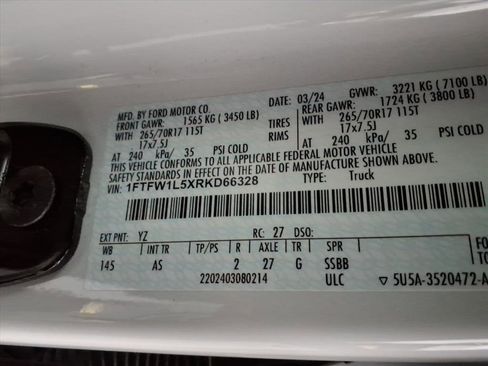 MFD. BY FORD MOTOR CO. 03/24 GVWR: 3221 KG ( 7100 LB)
FRONT GAWR: 1565 KG ( 3450 LB) REAR GAWR: 1724 KG ( 3800 LB)
265/70R17 115T TIRES 265/70R17 115T
17x7.5J RIMS 17x7.5J
AT 240 kPa/ 35 PSI COLD AT 240 kPa/ 35 PSI COLD
THIS VEHICLE CONFORMS TO ALL APPLICABLE FEDERAL MOTOR VEHICLE
SAFETY STANDARDS IN EFFECT ON THE DATE OF MANUFACTURE SHOWN ABOVE.
VIN: 1FTFW1L5XRKD66328 TYPE: Truck
EXT PNT: YZ RC: 27 DSO: FO
WB INT TR TP/PS R AXLE TR SPR TO
145 AS 2 27 G SSBB
2202403080214 ULC ▽ 5U5A-3520472-A